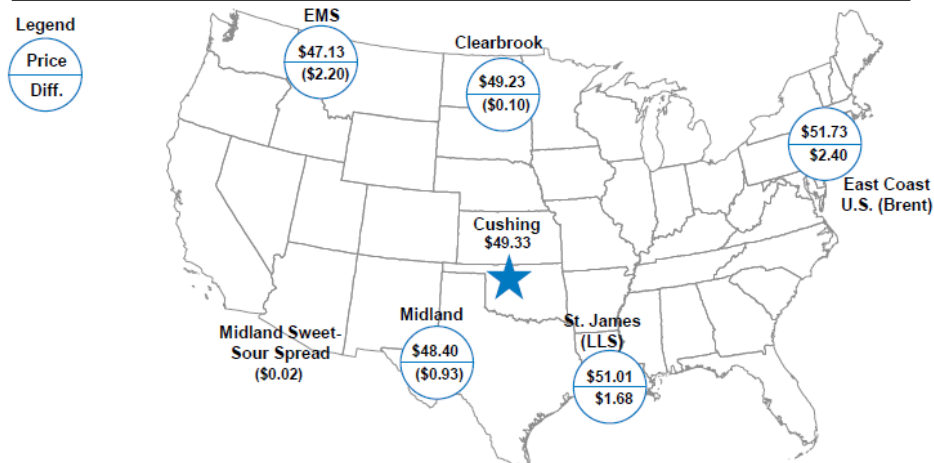 Legend
Price
Diff.
EMS
$47.13
($2.20)
Clearbrook
$49.23
($0.10)
$51.73
$2.40
East Coast
U.S. (Brent)
Cushing
$49.33
Midland Sweet-
Sour Spread
($0.02)
Midland
$48.40
($0.93)
St. James
(LLS)
$51.01
$1.68